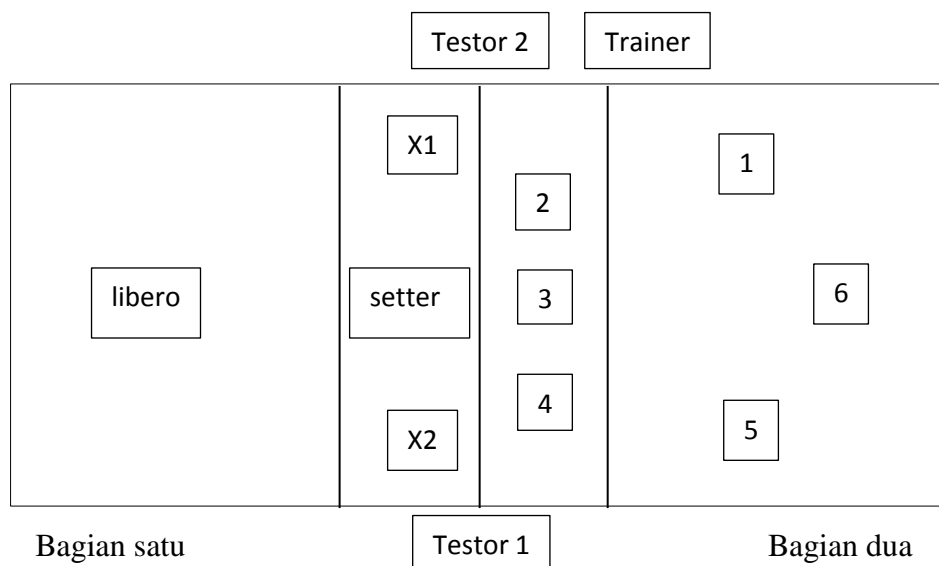 Testor 2
Trainer
X1
1
2
libero
setter
3
6
4
X2
5
Bagian satu
Testor 1
Bagian dua